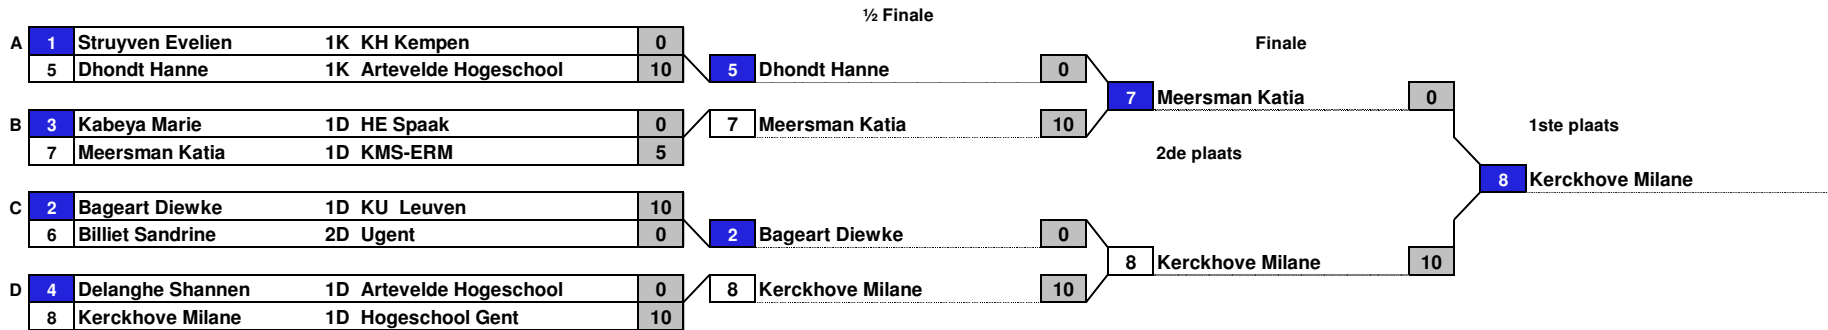 ½ Finale
A 1 Struyven Evelien 1K KH Kempen 0
Finale
5 Dhondt Hanne 1K Artevelde Hogeschool 10
5 Dhondt Hanne 0
7 Meersman Katia 0
B 3 Kabeya Marie 1D HE Spaak 0
7 Meersman Katia 10
1ste plaats
7 Meersman Katia 1D KMS-ERM 5
2de plaats
8 Kerckhove Milane
C 2 Bageart Diewke 1D KU Leuven 10
6 Billiet Sandrine 2D Ugent 0
2 Bageart Diewke 0
8 Kerckhove Milane 10
D 4 Delanghe Shannen 1D Artevelde Hogeschool 0
8 Kerckhove Milane 10
8 Kerckhove Milane 1D Hogeschool Gent 10